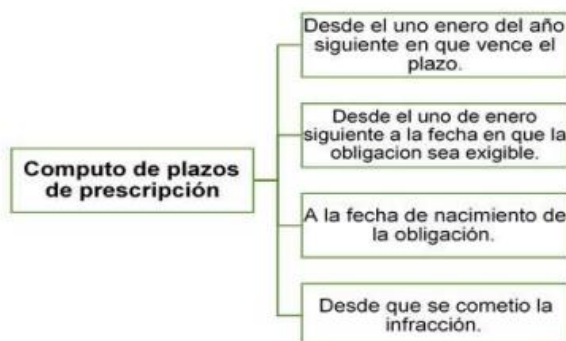 Desde el uno enero del año
siguiente en que vence el
plazo.
Desde el uno de enero
siguiente a la fecha en que la
obligacion sea exigible.
Computo de plazos
de prescripción
A la fecha de nacimiento de
la obligación.
Desde que se cometio la
infracción.